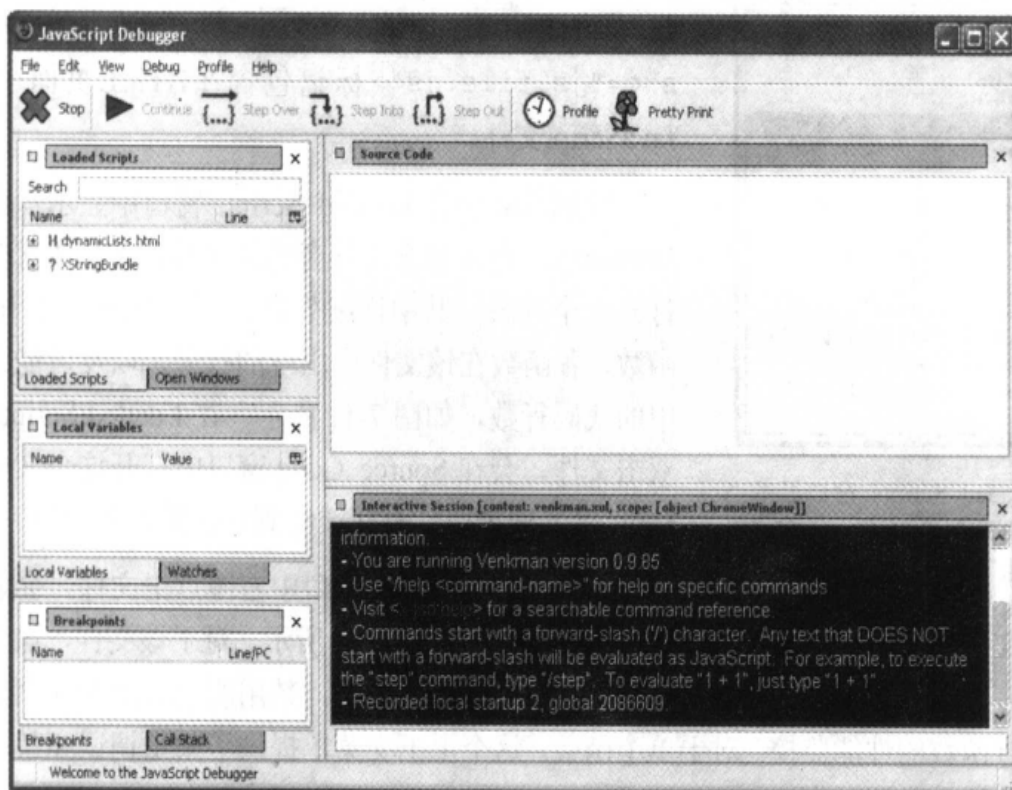 JavaScript Debugger
File Edit View Debug Profile Help
Stop Continue Step Over Step Into Step Out Profile Pretty Print
Loaded Scripts
Search
Name Line
H dynamicLists.html
? XStringBundle
Loaded Scripts Open Windows
Local Variables
Name Value
Local Variables Watches
Breakpoints
Name Line/PC
Breakpoints Call Stack
Source Code
Interactive Session [context: venkman.xul, scope: [object ChromeWindow]]
information.
- You are running Venkman version 0.9.85.
- Use "/help <command-name>" for help on specific commands
- Visit < > for a searchable command reference.
- Commands start with a forward-slash ('/') character. Any text that DOES NOT
start with a forward-slash will be evaluated as JavaScript. For example, to execute
the "step" command, type "/step". To evaluate "1 + 1", just type "1 + 1"
- Recorded local startup 2, global 2086609.
Welcome to the JavaScript Debugger